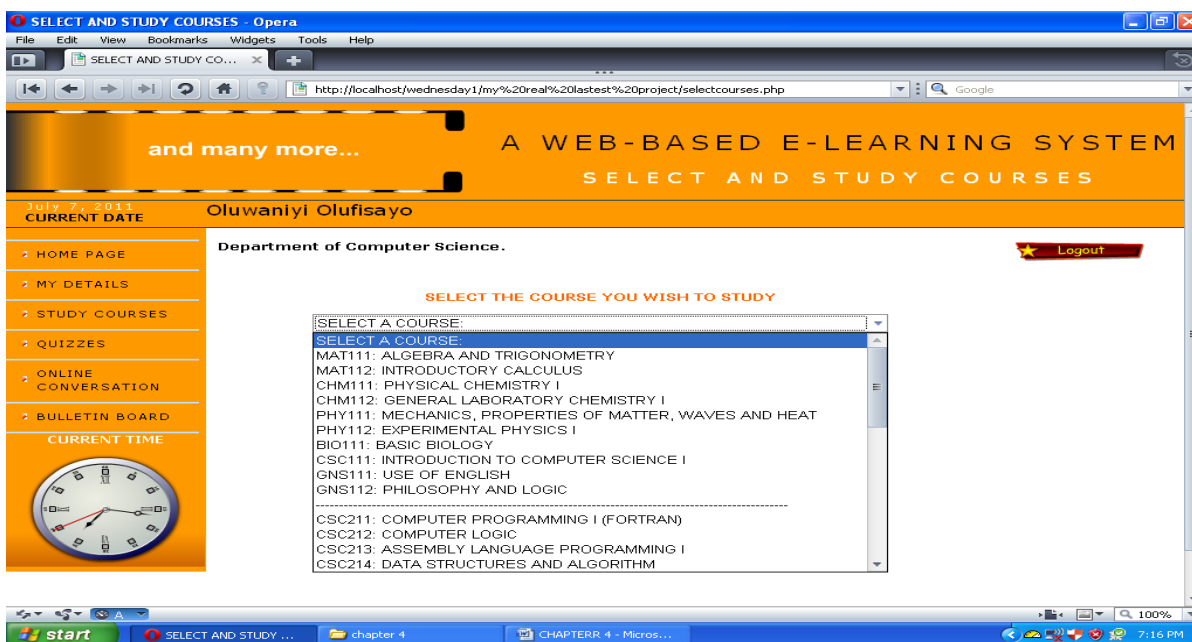 SELECT AND STUDY COURSES - Opera
File Edit View Bookmarks Widgets Tools Help
SELECT AND STUDY CO...
http://localhost/wednesday1/my%20real%20lastest%20project/selectcourses.php
Google
and many more...
A WEB-BASED E-LEARNING SYSTEM
SELECT AND STUDY COURSES
July 7, 2011
CURRENT DATE
Oluwaniyi Olufisayo
Department of Computer Science.
Logout
HOME PAGE
MY DETAILS
STUDY COURSES
QUIZZES
ONLINE
CONVERSATION
BULLETIN BOARD
CURRENT TIME
SELECT THE COURSE YOU WISH TO STUDY
SELECT A COURSE:
SELECT A COURSE:
MAT111: ALGEBRA AND TRIGONOMETRY
MAT112: INTRODUCTORY CALCULUS
CHM111: PHYSICAL CHEMISTRY I
CHM112: GENERAL LABORATORY CHEMISTRY I
PHY111: MECHANICS, PROPERTIES OF MATTER, WAVES AND HEAT
PHY112: EXPERIMENTAL PHYSICS I
BIO111: BASIC BIOLOGY
CSC111: INTRODUCTION TO COMPUTER SCIENCE I
GNS111: USE OF ENGLISH
GNS112: PHILOSOPHY AND LOGIC
CSC211: COMPUTER PROGRAMMING I (FORTRAN)
CSC212: COMPUTER LOGIC
CSC213: ASSEMBLY LANGUAGE PROGRAMMING I
CSC214: DATA STRUCTURES AND ALGORITHM
A
100%
start
SELECT AND STUDY ...
chapter 4
CHAPTERR 4 - Micros...
7:16 PM